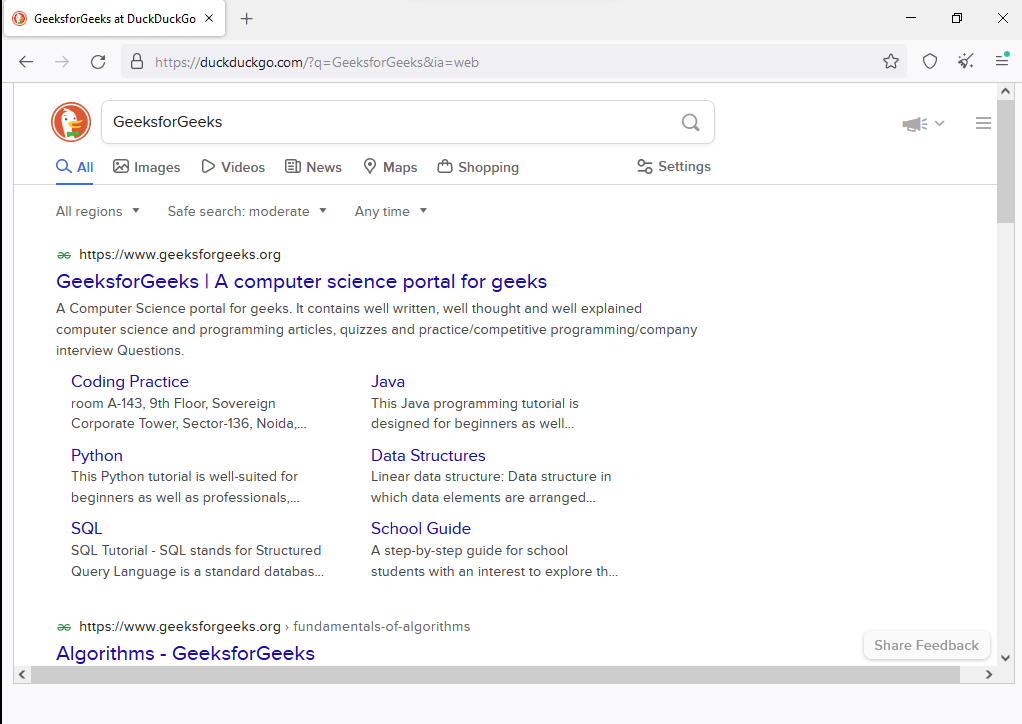 GeeksforGeeks at DuckDuckGo
https://duckduckgo.com/?q=GeeksforGeeks&ia=web
GeeksforGeeks
All Images Videos News Maps Shopping Settings
All regions Safe search: moderate Any time
https://www.geeksforgeeks.org
GeeksforGeeks | A computer science portal for geeks
A Computer Science portal for geeks. It contains well written, well thought and well explained
computer science and programming articles, quizzes and practice/competitive programming/company
interview Questions.
Coding Practice
room A-143, 9th Floor, Sovereign
Corporate Tower, Sector-136, Noida,...
Java
This Java programming tutorial is
designed for beginners as well...
Python
This Python tutorial is well-suited for
beginners as well as professionals,...
Data Structures
Linear data structure: Data structure in
which data elements are arranged...
SQL
SQL Tutorial - SQL stands for Structured
Query Language is a standard databas...
School Guide
A step-by-step guide for school
students with an interest to explore th...
https://www.geeksforgeeks.org › fundamentals-of-algorithms
Algorithms - GeeksforGeeks
Share Feedback